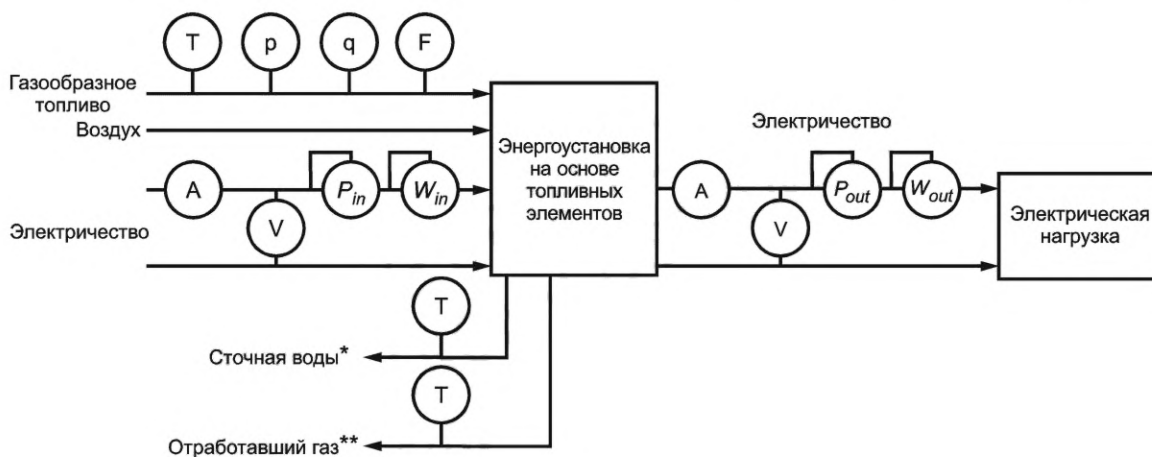 T p q F
Газообразное
топливо
Воздух
Электричество
A V P_in W_in
Энергоустановка
на основе
топливных
элементов
Электричество
A V P_out W_out
Электрическая
нагрузка
T
Сточная воды*
T
Отработавший газ**